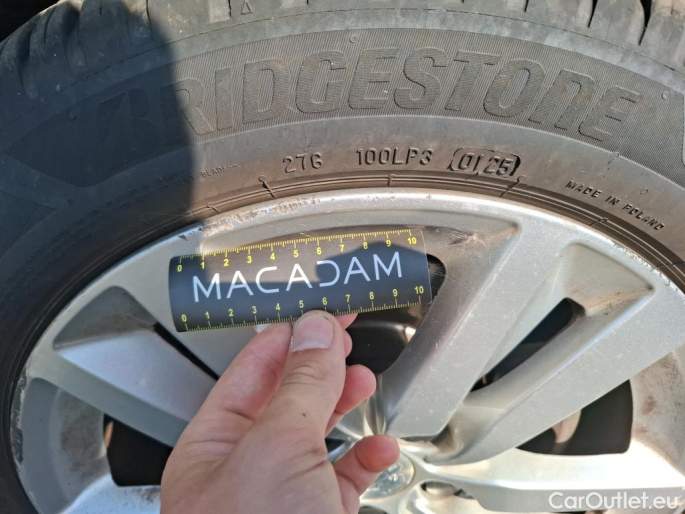 BRIDGESTONE
27G 100LP3 0125
MADE IN POLAND
0 1 2 3 4 5 6 7 8 9 10
MACADAM
0 1 2 3 4 5 6 7 8 9 10
CarOutlet.eu